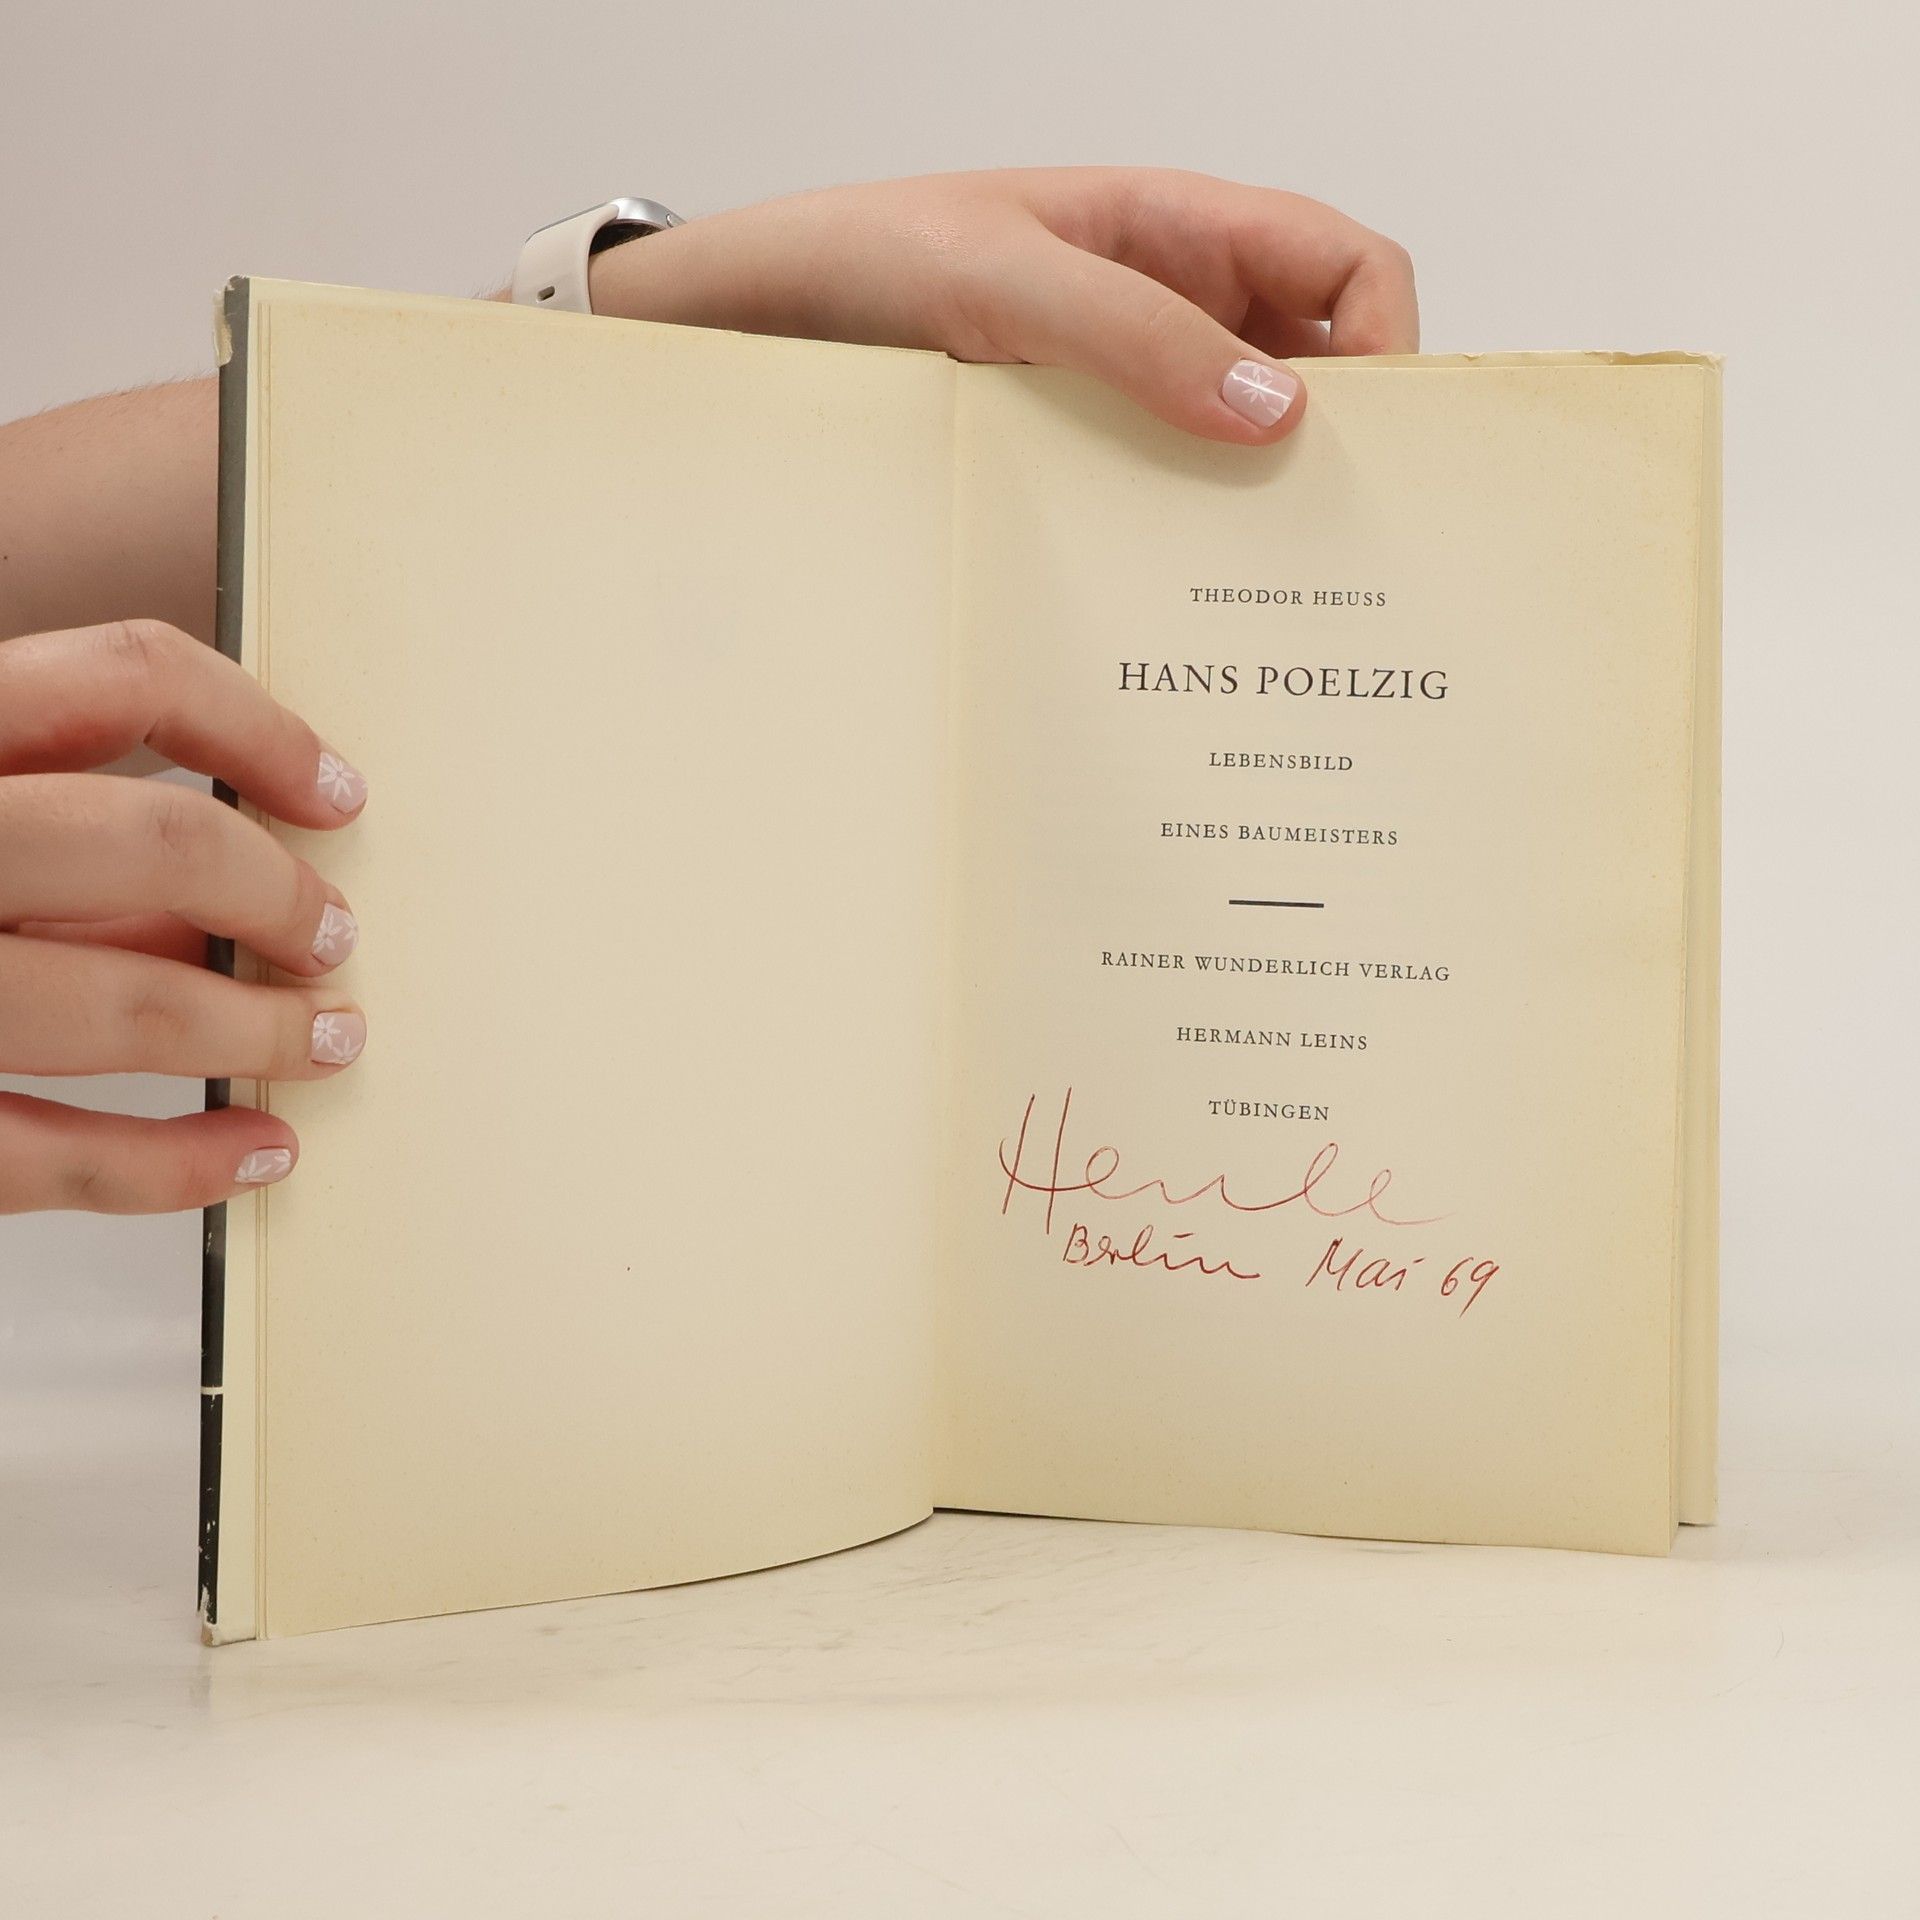 THEODOR HEUSS
HANS POELZIG
LEBENSBILD
EINES BAUMEISTERS
RAINER WUNDERLICH VERLAG
HERMANN LEINS
TÜBINGEN
Berlin Mai 69